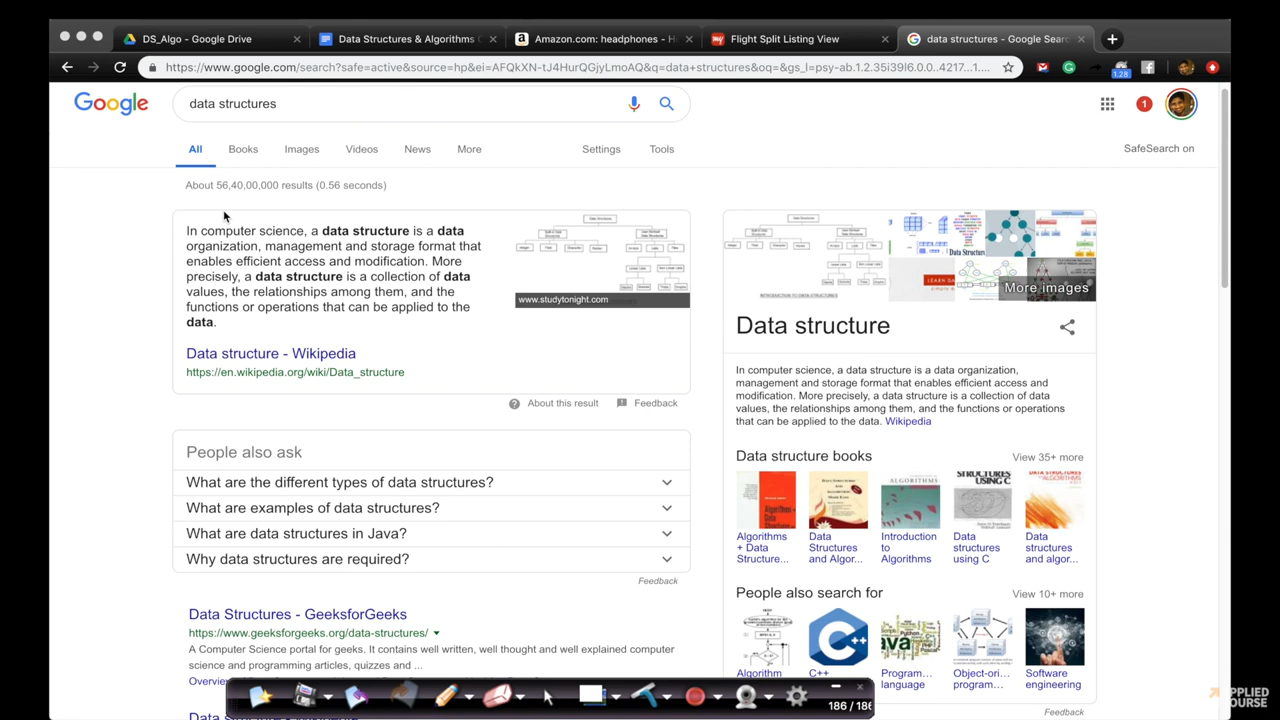 DS_Algo - Google Drive
Data Structures & Algorithms
Amazon.com: headphones - H
Flight Split Listing View
data structures - Google Sear
https://www.google.com/search?safe=active&source=hp&ei=AFQkXN-tJ4HurQGjyLmoAQ&q=data+structures&oq=&gs_l=psy-ab.1.2.35i39l6.0.0..4217...1....
1.28
Google
data structures
1
All Books Images Videos News More Settings Tools
SafeSearch on
About 56,40,00,000 results (0.56 seconds)
In computer science, a data structure is a data
organization, management and storage format that
enables efficient access and modification. More
precisely, a data structure is a collection of data
values, the relationships among them, and the
functions or operations that can be applied to the
data.
www.studytonight.com
Data structure - Wikipedia
https://en.wikipedia.org/wiki/Data_structure
About this result Feedback
People also ask
What are the different types of data structures?
What are examples of data structures?
What are data structures in Java?
Why data structures are required?
Feedback
Data Structures - GeeksforGeeks
https://www.geeksforgeeks.org/data-structures/
A Computer Science portal for geeks. It contains well written, well thought and well explained computer
science and programming articles, quizzes and ...
Overview
INTRODUCTION TO DATA STRUCTURES
More images
Data structure
In computer science, a data structure is a data organization,
management and storage format that enables efficient access and
modification. More precisely, a data structure is a collection of data
values, the relationships among them, and the functions or operations
that can be applied to the data. Wikipedia
Data structure books
View 35+ more
Algorithms
+ Data
Structure...
Data
Structures
and Algor...
Introduction
to
Algorithms
Data
structures
using C
Data
structures
and algor...
People also search for
View 10+ more
Algorithm
C++
Program...
language
Object-ori...
program...
Software
engineering
Feedback
186 / 186
APPLIED
COURSE